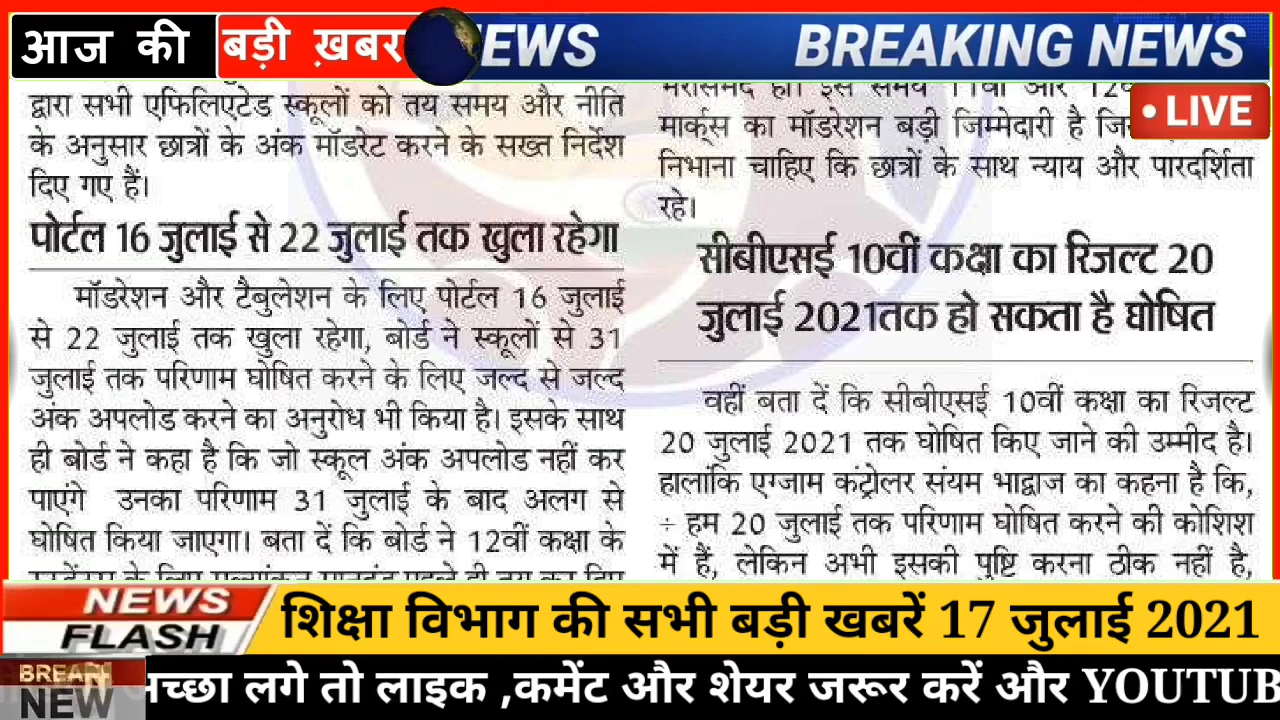 आज की बड़ी ख़बर
EWS
BREAKING NEWS
• LIVE
द्वारा सभी एफिलिएटेड स्कूलों को तय समय और नीति
के अनुसार छात्रों के अंक मॉडरेट करने के सख्त निर्देश
दिए गए हैं।
पोर्टल 16 जुलाई से 22 जुलाई तक खुला रहेगा
मॉडरेशन और टैबुलेशन के लिए पोर्टल 16 जुलाई
से 22 जुलाई तक खुला रहेगा, बोर्ड ने स्कूलों से 31
जुलाई तक परिणाम घोषित करने के लिए जल्द से जल्द
अंक अपलोड करने का अनुरोध भी किया है। इसके साथ
ही बोर्ड ने कहा है कि जो स्कूल अंक अपलोड नहीं कर
पाएंगे उनका परिणाम 31 जुलाई के बाद अलग से
घोषित किया जाएगा। बता दें कि बोर्ड ने 12वीं कक्षा के
हो। इस समय 11वीं और
मार्क्स का मॉडरेशन बड़ी जिम्मेदारी है
निभाना चाहिए कि छात्रों के साथ न्याय और पारदर्शिता
रहे।
सीबीएसई 10वीं कक्षा का रिजल्ट 20
जुलाई 2021तक हो सकता है घोषित
वहीं बता दें कि सीबीएसई 10वीं कक्षा का रिजल्ट
20 जुलाई 2021 तक घोषित किए जाने की उम्मीद है।
हालांकि एग्जाम कंट्रोलर संयम भाद्वाज का कहना है कि,
÷ हम 20 जुलाई तक परिणाम घोषित करने की कोशिश
में हैं, लेकिन अभी इसकी पुष्टि करना ठीक नहीं है,
NEWS
FLASH
शिक्षा विभाग की सभी बड़ी खबरें 17 जुलाई 2021
NEW
लगे तो लाइक ,कमेंट और शेयर जरूर करें और YOUTUB